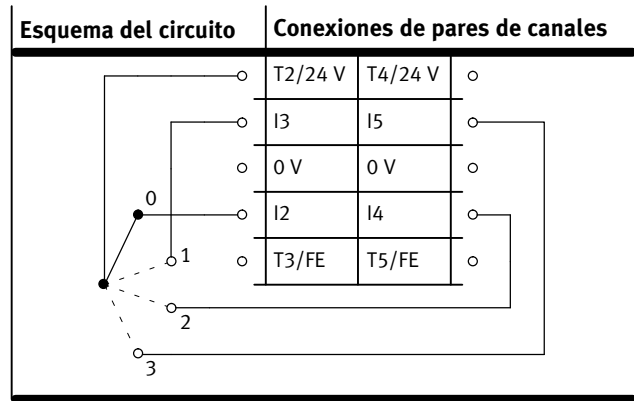 Esquema del circuito Conexiones de pares de canales
T2/24 V T4/24 V
I3 I5
0 V 0 V
0
I2 I4
1
T3/FE T5/FE
2
3